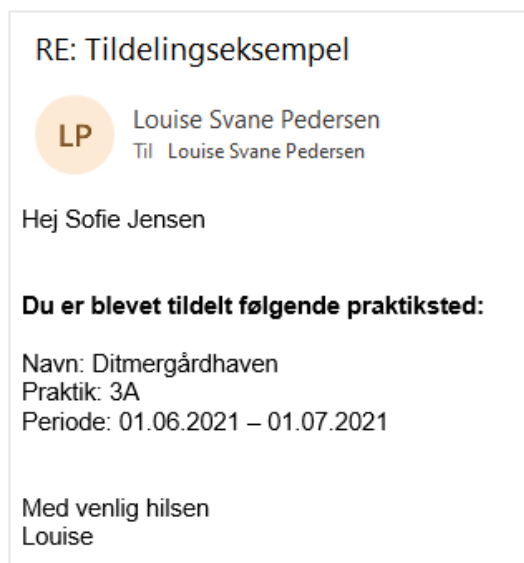 RE: Tildelingseksempel
LP
Louise Svane Pedersen
Til Louise Svane Pedersen
Hej Sofie Jensen
Du er blevet tildelt følgende praktiksted:
Navn: Ditmergårdhaven
Praktik: 3A
Periode: 01.06.2021 – 01.07.2021
Med venlig hilsen
Louise